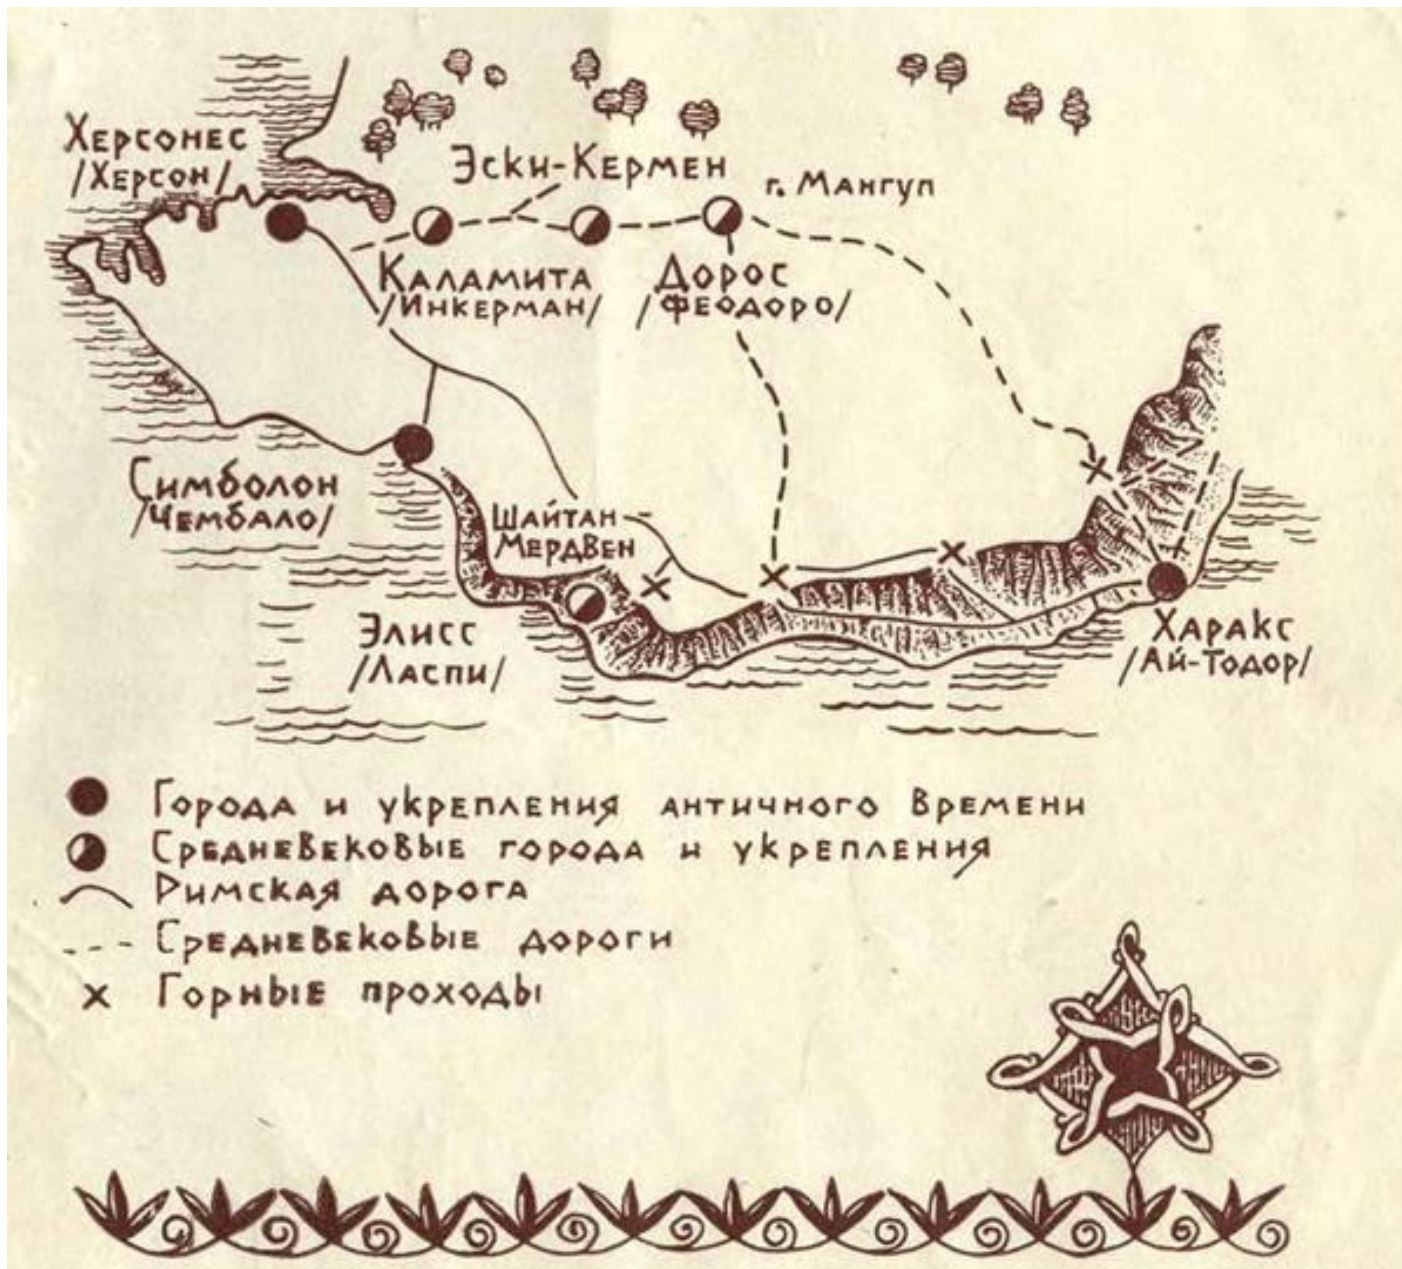 Херсонес
/Херсон/
Эски-Кермен
г. Мангуп
Каламита
/Инкерман/
Дорос
/Феодоро/
Симболон
/Чембало/
Шайтан-
Мердвен
Элисс
/Ласпи/
Харакс
/Ай-Тодор/
Города и укрепления античного времени
Средневековые города и укрепления
Римская дорога
Средневековые дороги
Горные проходы